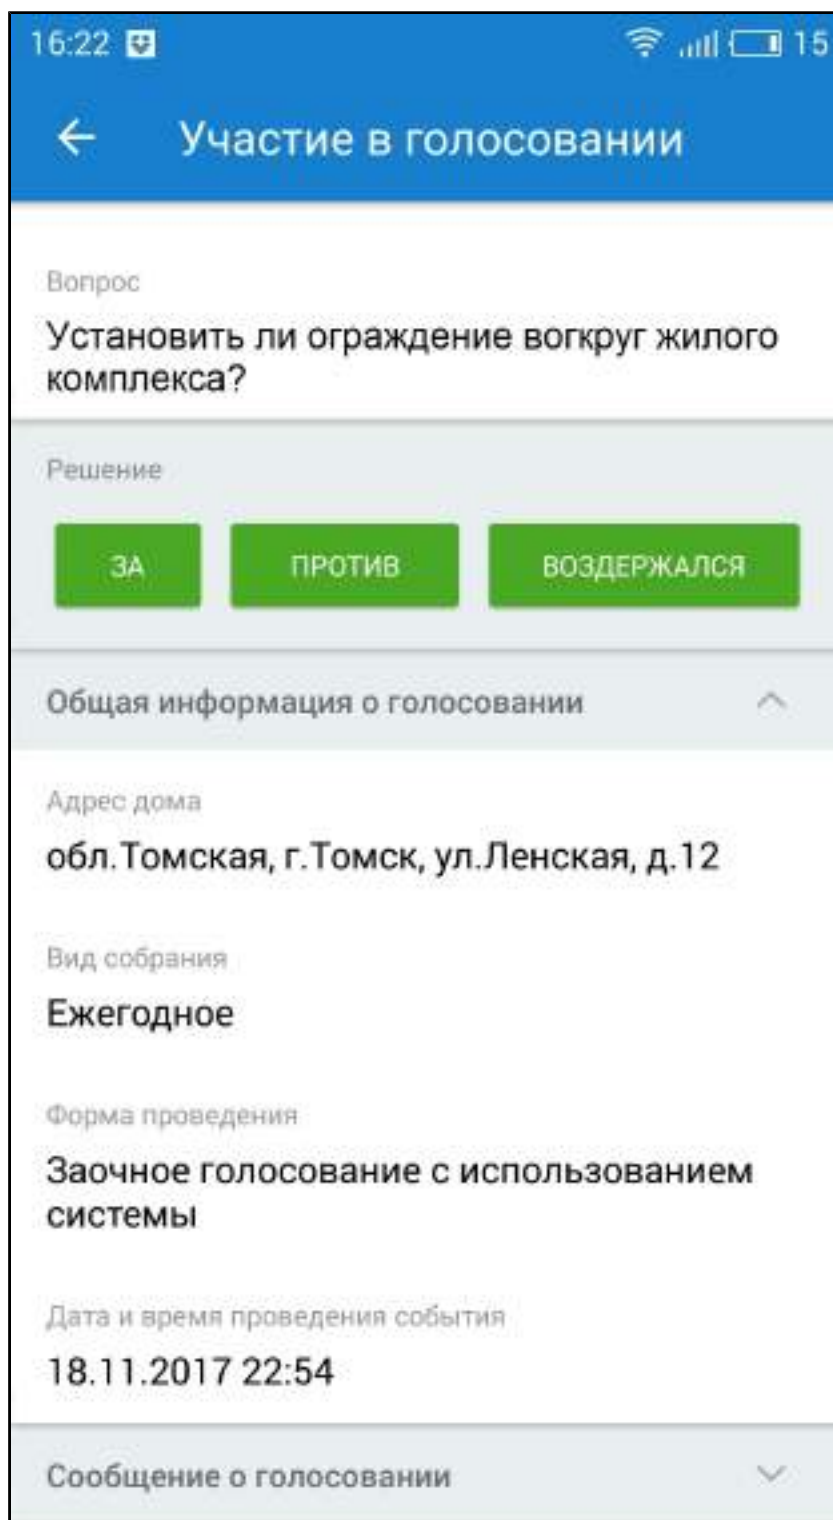 16:22 15
Участие в голосовании
Вопрос
Установить ли ограждение вогкруг жилого
комплекса?
Решение
ЗА ПРОТИВ ВОЗДЕРЖАЛСЯ
Общая информация о голосовании
Адрес дома
обл.Томская, г.Томск, ул.Ленская, д.12
Вид собрания
Ежегодное
Форма проведения
Заочное голосование с использованием
системы
Дата и время проведения события
18.11.2017 22:54
Сообщение о голосовании